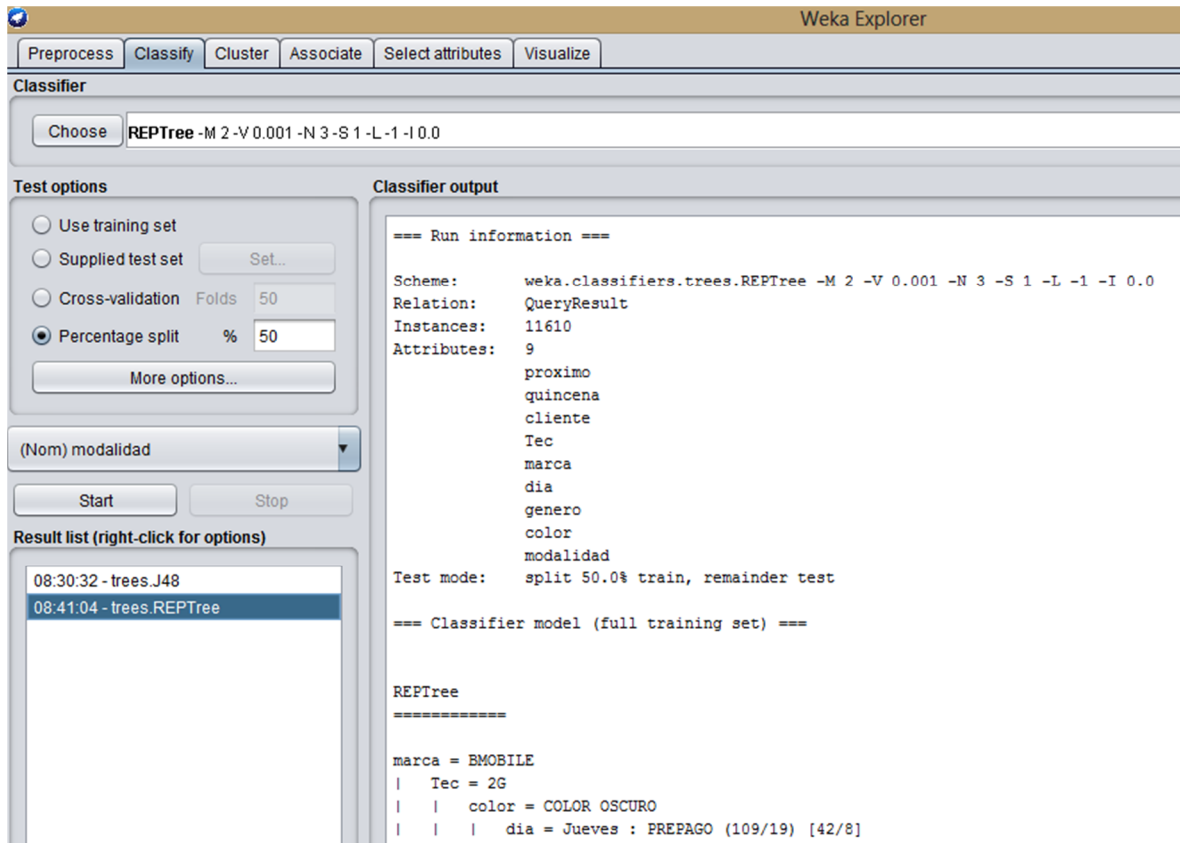 Weka Explorer
Preprocess Classify Cluster Associate Select attributes Visualize
Classifier
Choose REPTree -M 2 -V 0.001 -N 3 -S 1 -L -1 -I 0.0
Test options
Use training set
Supplied test set Set...
Cross-validation Folds 50
Percentage split % 50
More options...
(Nom) modalidad
Start Stop
Result list (right-click for options)
08:30:32 - trees.J48
08:41:04 - trees.REPTree
Classifier output
=== Run information ===
Scheme: weka.classifiers.trees.REPTree -M 2 -V 0.001 -N 3 -S 1 -L -1 -I 0.0
Relation: QueryResult
Instances: 11610
Attributes: 9
proximo
quincena
cliente
Tec
marca
dia
genero
color
modalidad
Test mode: split 50.0% train, remainder test
=== Classifier model (full training set) ===
REPTree
============
marca = BMOBILE
| Tec = 2G
| | color = COLOR OSCURO
| | | dia = Jueves : PREPAGO (109/19) [42/8]